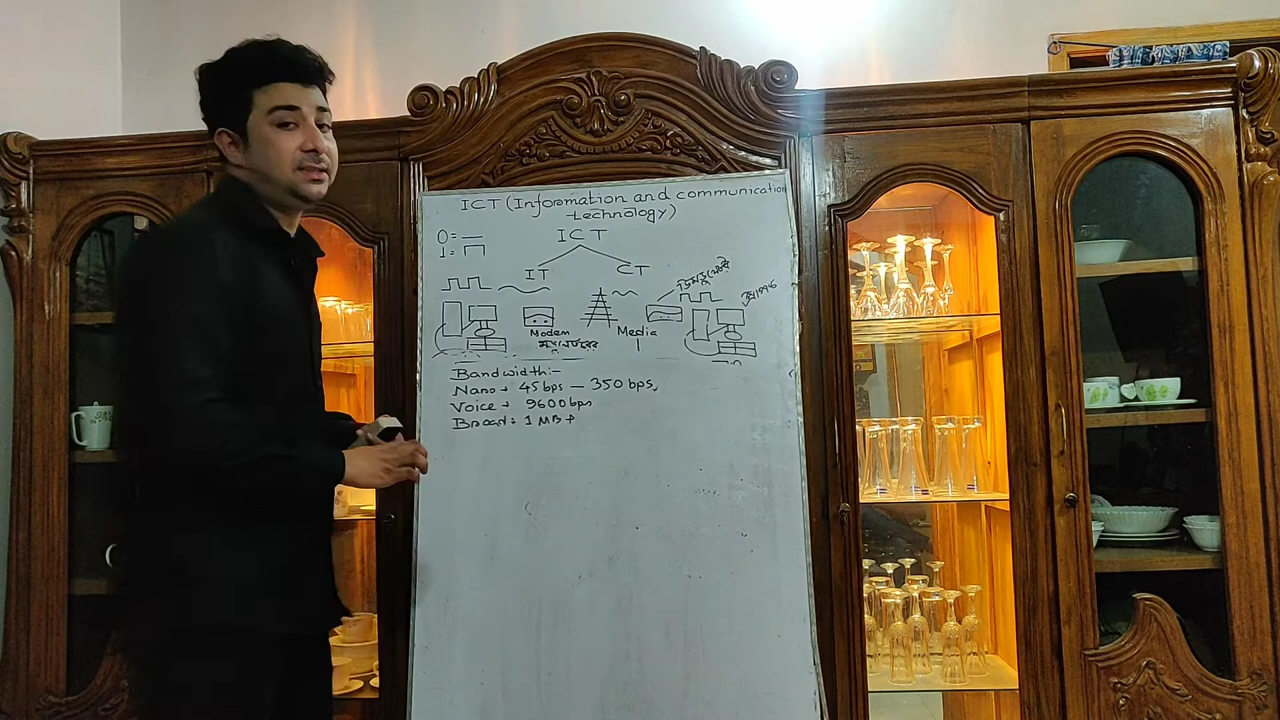 ICT (Information and communication
technology)
0 =
1 =
ICT
IT CT
ডিমডুলেটর
Modem Media
Bandwidth:-
Nano → 45 bps — 350 bps,
Voice → 9600 bps
Broad: 1 MB +